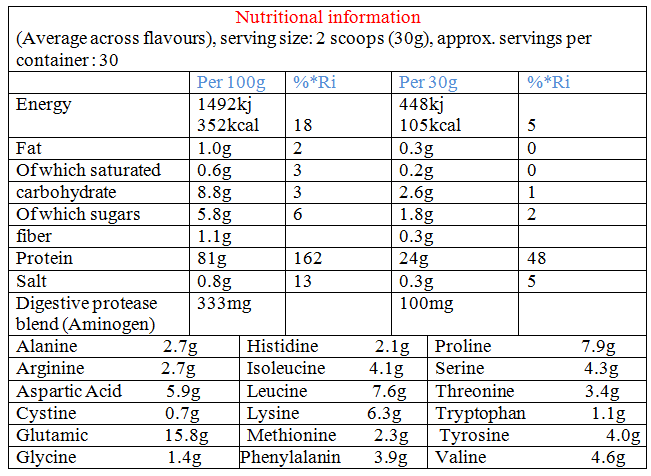 Nutritional information
(Average across flavours), serving size: 2 scoops (30g), approx. servings per
container : 30
Per 100g %*Ri Per 30g %*Ri
Energy 1492kj 448kj
352kcal 18 105kcal 5
Fat 1.0g 2 0.3g 0
Of which saturated 0.6g 3 0.2g 0
carbohydrate 8.8g 3 2.6g 1
Of which sugars 5.8g 6 1.8g 2
fiber 1.1g 0.3g
Protein 81g 162 24g 48
Salt 0.8g 13 0.3g 5
Digestive protease 333mg 100mg
blend (Aminogen)
Alanine 2.7g Histidine 2.1g Proline 7.9g
Arginine 2.7g Isoleucine 4.1g Serine 4.3g
Aspartic Acid 5.9g Leucine 7.6g Threonine 3.4g
Cystine 0.7g Lysine 6.3g Tryptophan 1.1g
Glutamic 15.8g Methionine 2.3g Tyrosine 4.0g
Glycine 1.4g Phenylalanin 3.9g Valine 4.6g